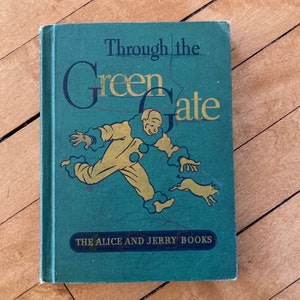 Through the
Green
Gate
THE ALICE AND JERRY BOOKS